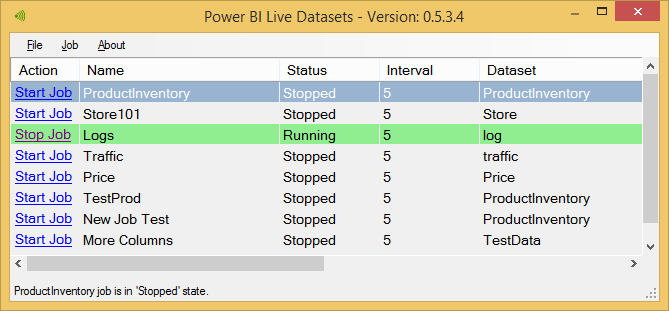 Power BI Live Datasets - Version: 0.5.3.4
File Job About
Action Name Status Interval Dataset
Start Job ProductInventory Stopped 5 ProductInventory
Start Job Store101 Stopped 5 Store
Stop Job Logs Running 5 log
Start Job Traffic Stopped 5 traffic
Start Job Price Stopped 5 Price
Start Job TestProd Stopped 5 ProductInventory
Start Job New Job Test Stopped 5 ProductInventory
Start Job More Columns Stopped 5 TestData
ProductInventory job is in 'Stopped' state.